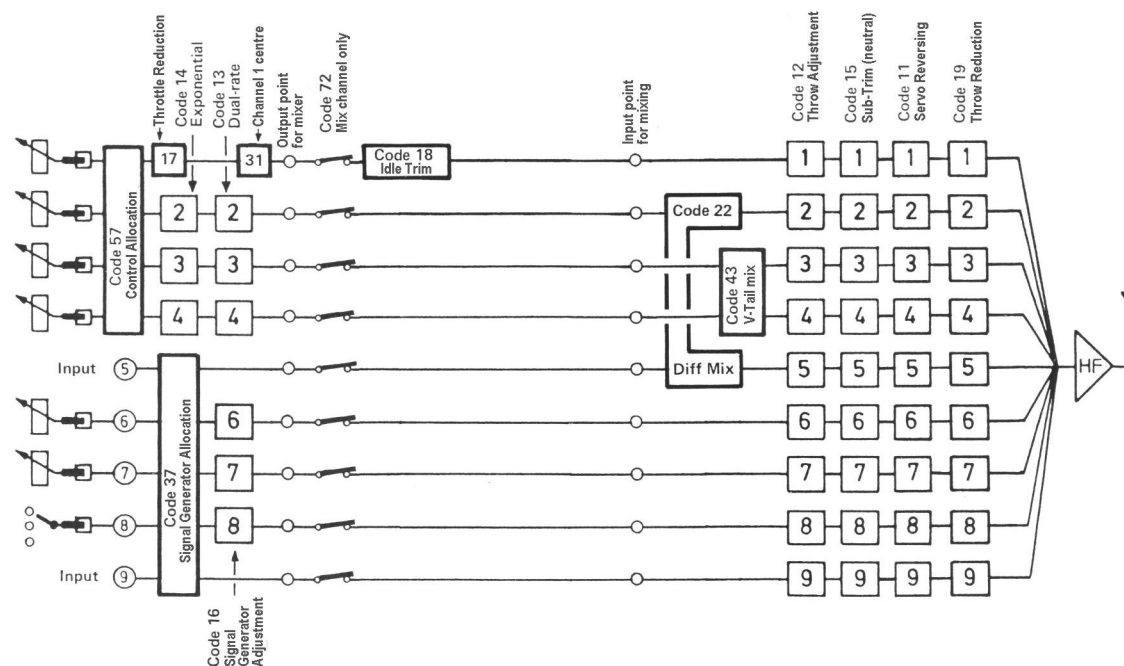 Throttle Reduction
Code 14
Exponential
Code 13
Dual-rate
Channel 1 centre
Output point
for mixer
Code 72
Mix channel only
Input point
for mixing
Code 12
Throw Adjustment
Code 15
Sub-Trim (neutral)
Code 11
Servo Reversing
Code 19
Throw Reduction
17 31 Code 18 1 1 1 1
Idle Trim
2 2 Code 22 2 2 2 2
Code 57
Control Allocation
3 3 3 3 3 3
Code 43
V-Tail mix
4 4 4 4 4 4
Input 5 Diff Mix 5 5 5 5
HF
6 6 6 6 6 6
Code 37
Signal Generator Allocation
7 7 7 7 7 7
8 8 8 8 8 8
Input 9 9 9 9 9
Code 16
Signal
Generator
Adjustment